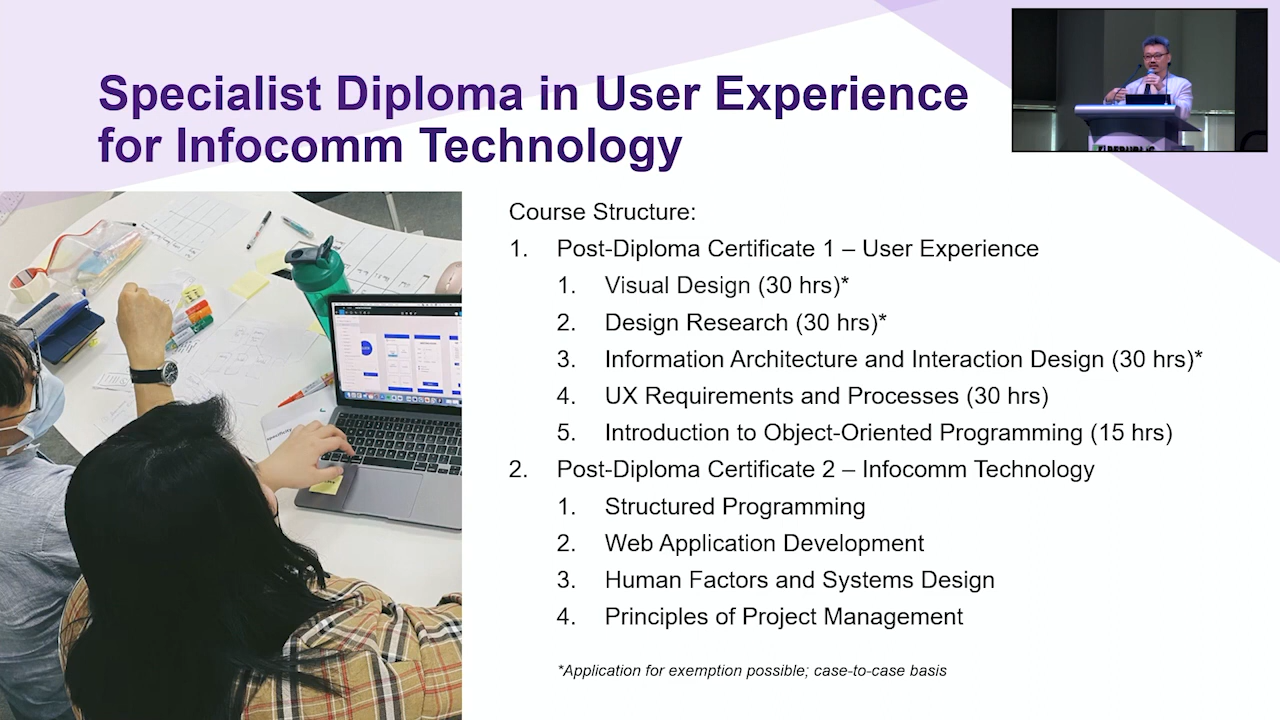 Specialist Diploma in User Experience
for Infocomm Technology
Course Structure:
1. Post-Diploma Certificate 1 – User Experience
1. Visual Design (30 hrs)*
2. Design Research (30 hrs)*
3. Information Architecture and Interaction Design (30 hrs)*
4. UX Requirements and Processes (30 hrs)
5. Introduction to Object-Oriented Programming (15 hrs)
2. Post-Diploma Certificate 2 – Infocomm Technology
1. Structured Programming
2. Web Application Development
3. Human Factors and Systems Design
4. Principles of Project Management
*Application for exemption possible; case-to-case basis